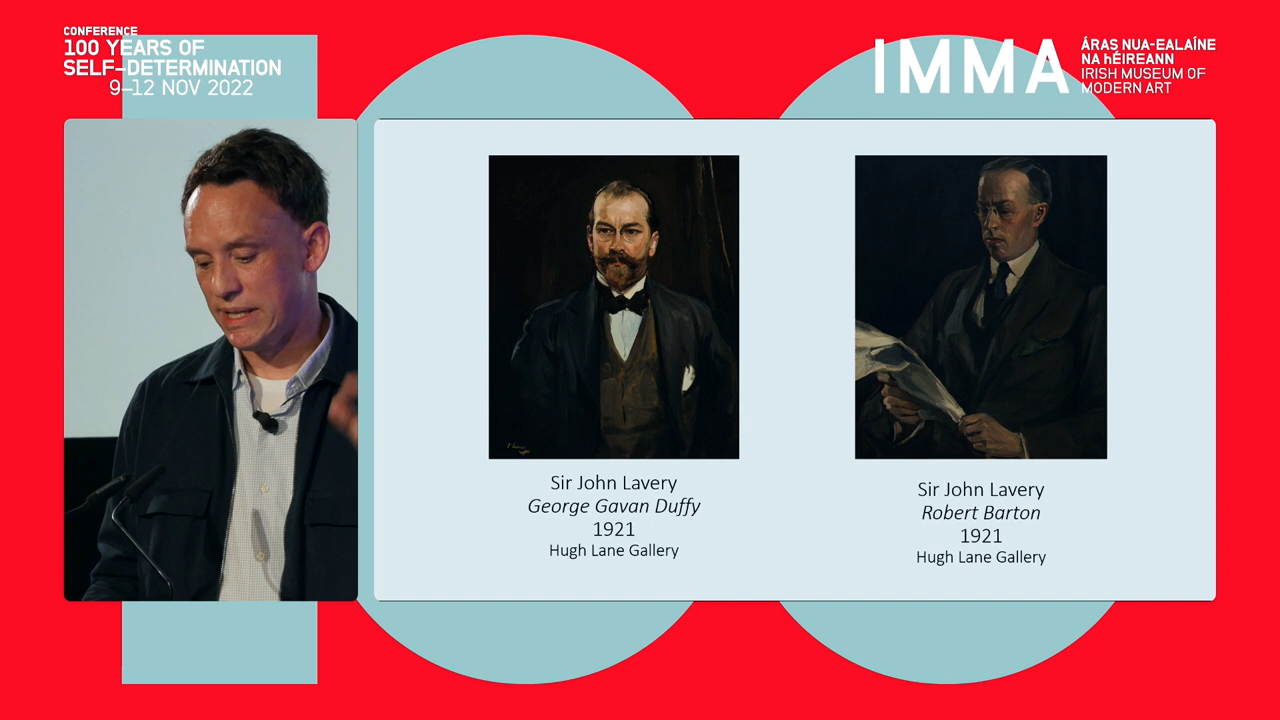 CONFERENCE
100 YEARS OF
SELF–DETERMINATION
9–12 NOV 2022
IMMA
ÁRAS NUA-EALAÍNE
NA hÉIREANN
IRISH MUSEUM OF
MODERN ART
Sir John Lavery
George Gavan Duffy
1921
Hugh Lane Gallery
Sir John Lavery
Robert Barton
1921
Hugh Lane Gallery